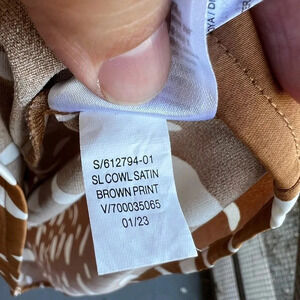 S/612794-01
SL COWL SATIN
BROWN PRINT
V/700035065
01/23